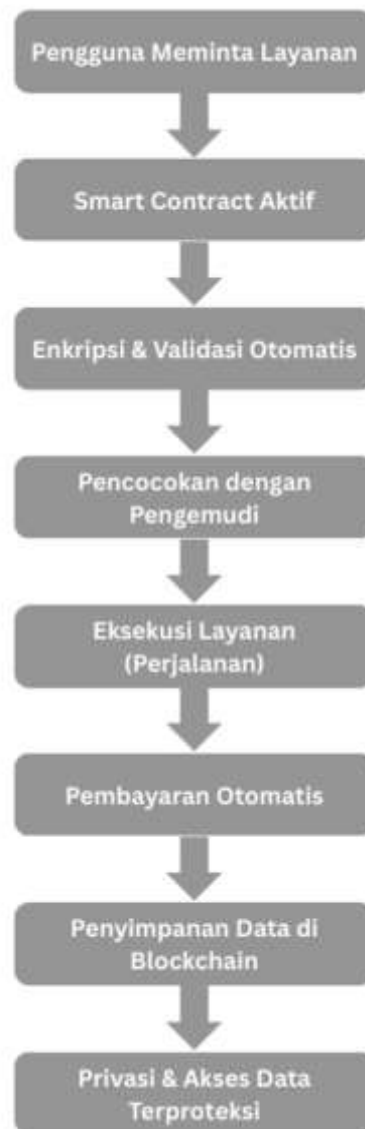 Pengguna Meminta Layanan
Smart Contract Aktif
Enkripsi & Validasi Otomatis
Pencocokan dengan
Pengemudi
Eksekusi Layanan
(Perjalanan)
Pembayaran Otomatis
Penyimpanan Data di
Blockchain
Privasi & Akses Data
Terproteksi